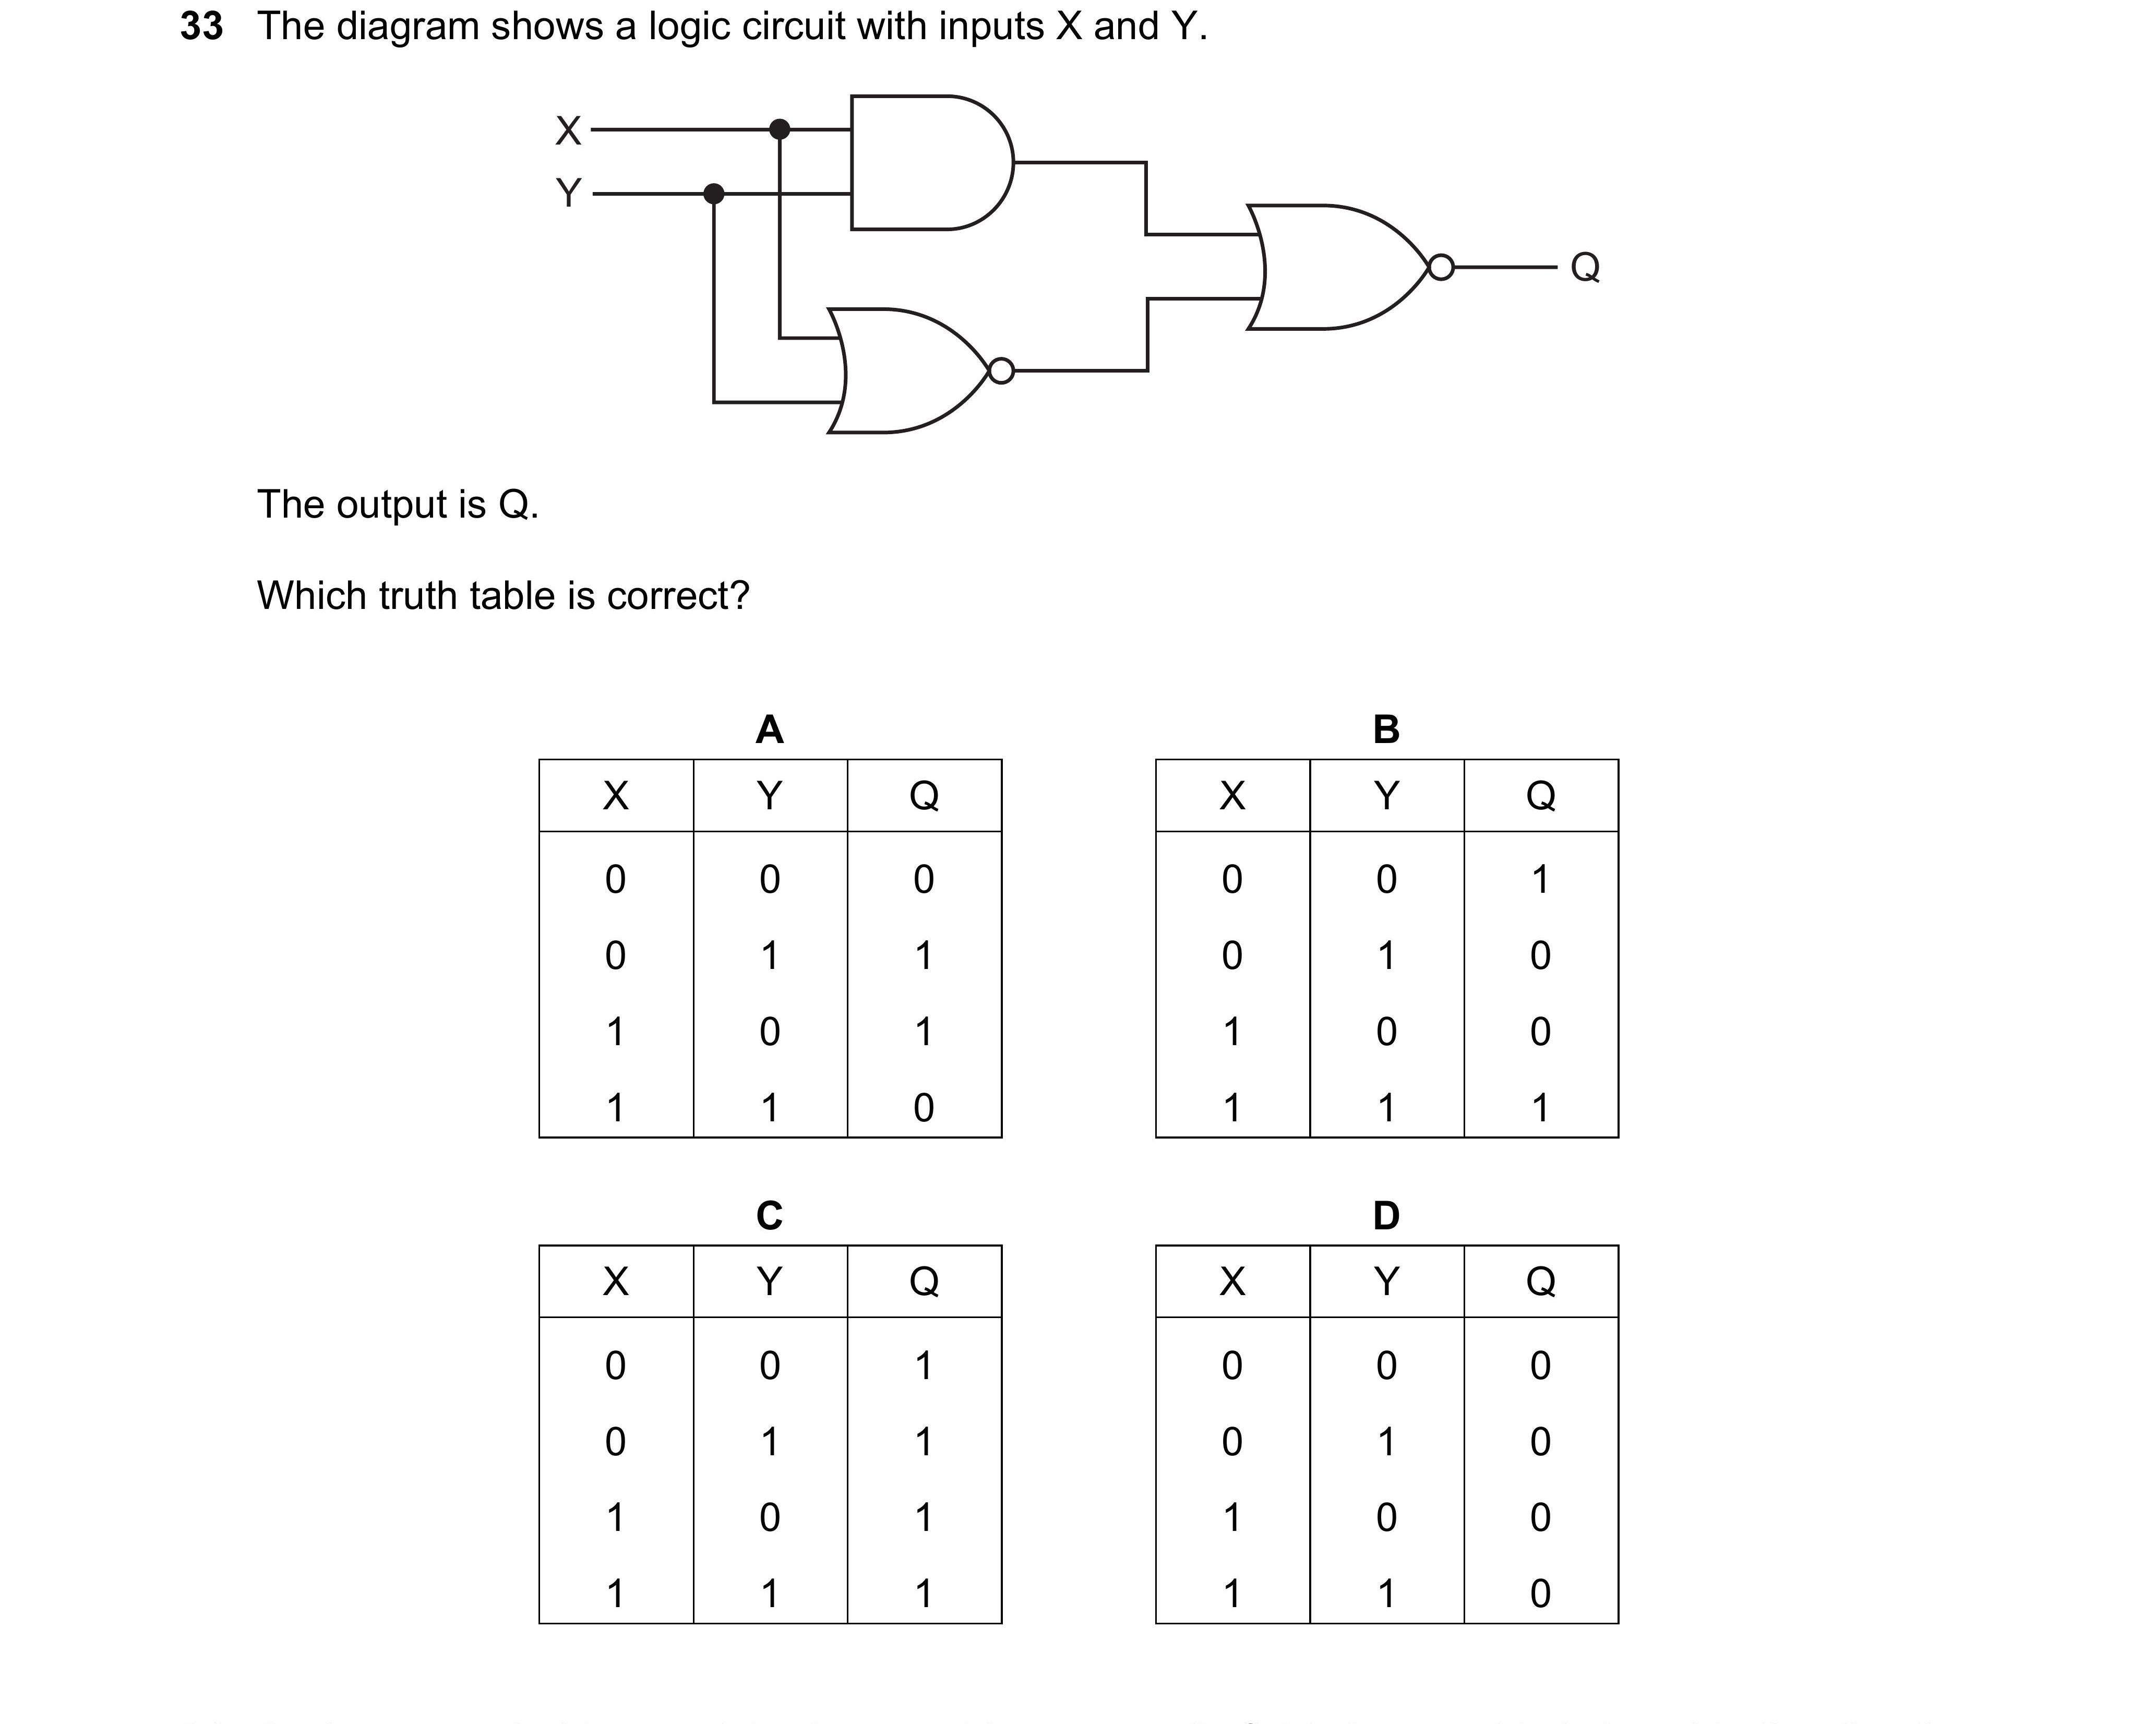 33 The diagram shows a logic circuit with inputs X and Y.
X
Y
Q
The output is Q.
Which truth table is correct?
A
X Y Q
0 0 0
0 1 1
1 0 1
1 1 0
B
X Y Q
0 0 1
0 1 0
1 0 0
1 1 1
C
X Y Q
0 0 1
0 1 1
1 0 1
1 1 1
D
X Y Q
0 0 0
0 1 0
1 0 0
1 1 0